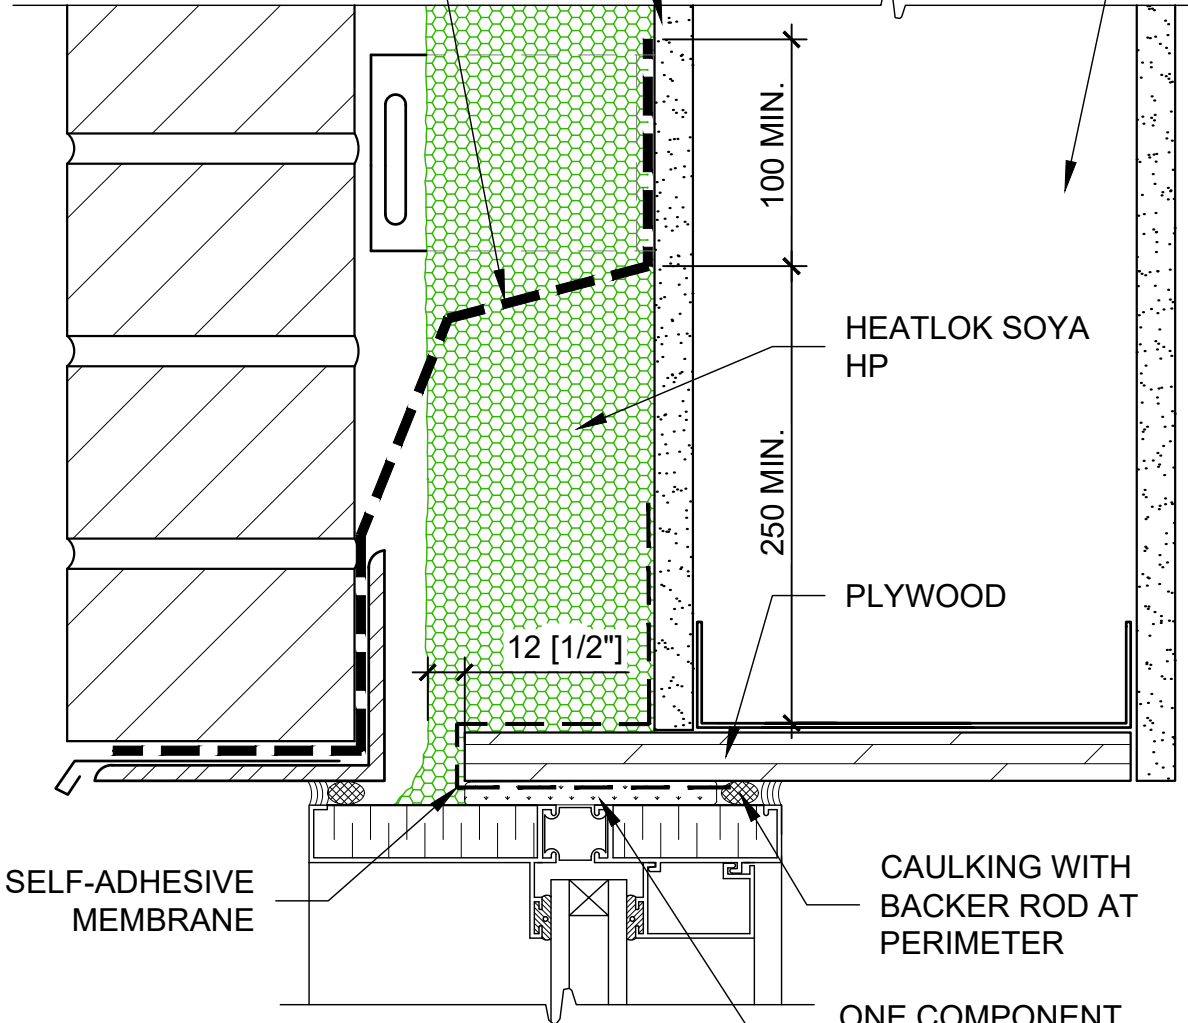 100 MIN.
HEATLOK SOYA
HP
250 MIN.
PLYWOOD
12 [1/2"]
SELF-ADHESIVE
MEMBRANE
CAULKING WITH
BACKER ROD AT
PERIMETER
ONE COMPONENT